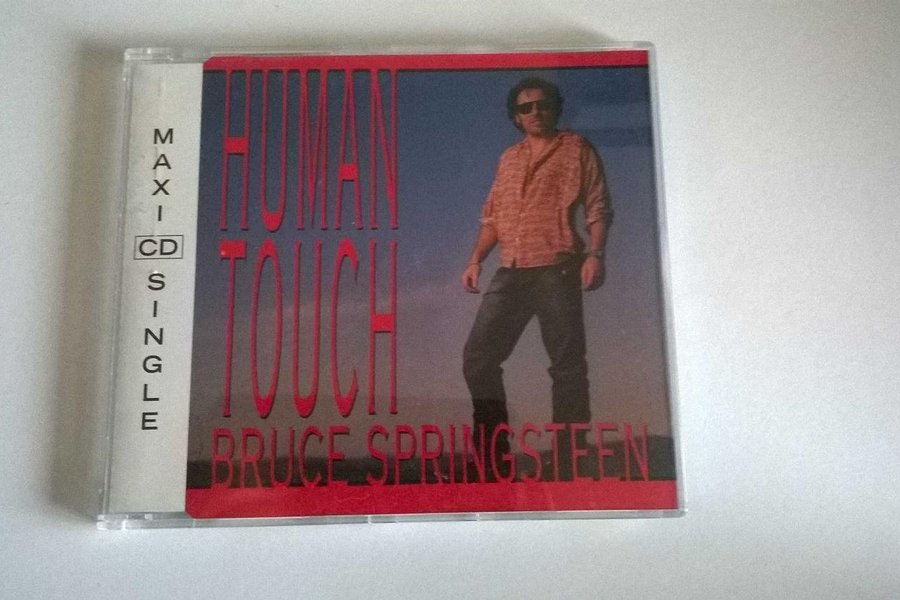 MAXI CD SINGLE
HUMAN
TOUCH
BRUCE SPRINGSTEEN